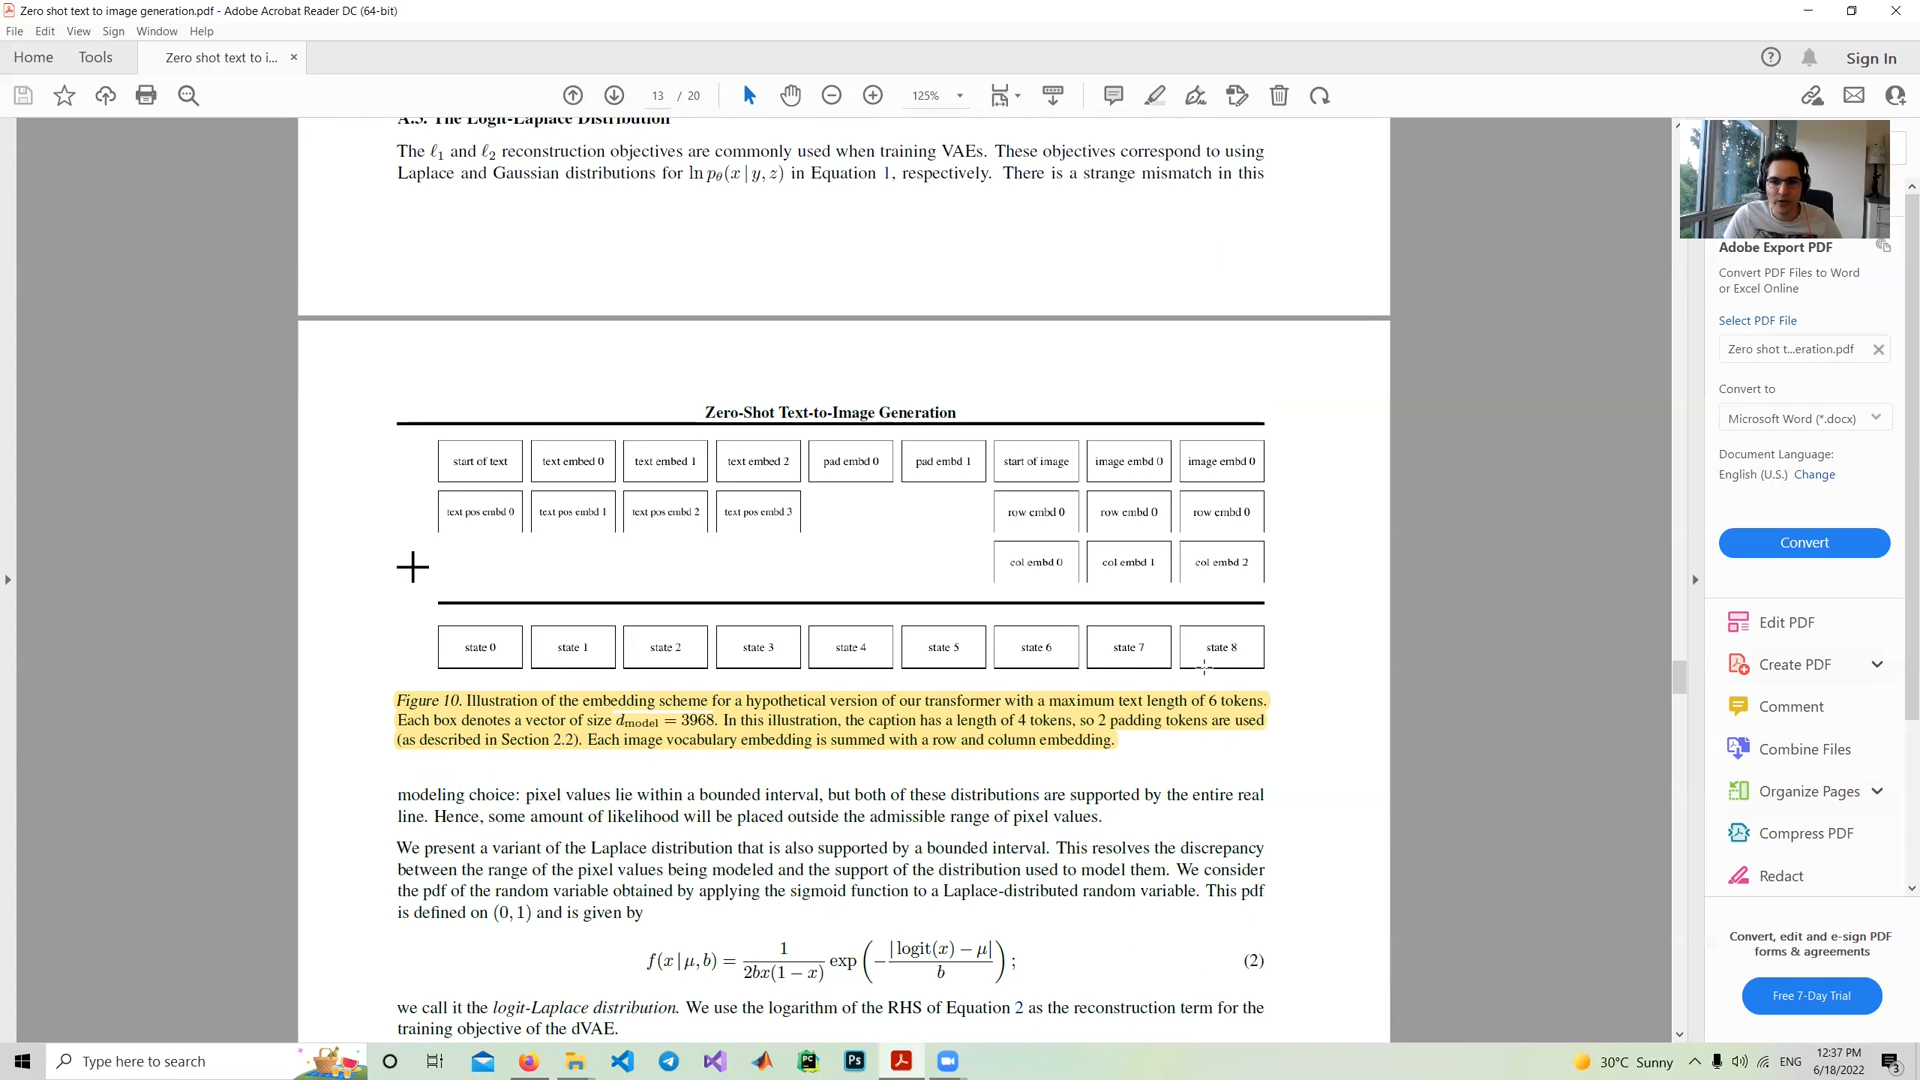 Zero shot text to image generation.pdf - Adobe Acrobat Reader DC (64-bit)
File Edit View Sign Window Help
Home Tools Zero shot text to i... × Sign In
13 / 20 125%
A.3. The Logit-Laplace Distribution
The ℓ1 and ℓ2 reconstruction objectives are commonly used when training VAEs. These objectives correspond to using
Laplace and Gaussian distributions for ln pθ(x | y, z) in Equation 1, respectively. There is a strange mismatch in this
Zero-Shot Text-to-Image Generation
start of text text embed 0 text embed 1 text embed 2 pad embd 0 pad embd 1 start of image image embd 0 image embd 0
text pos embd 0 text pos embd 1 text pos embd 2 text pos embd 3 row embd 0 row embd 0 row embd 0
+ col embd 0 col embd 1 col embd 2
state 0 state 1 state 2 state 3 state 4 state 5 state 6 state 7 state 8
Figure 10. Illustration of the embedding scheme for a hypothetical version of our transformer with a maximum text length of 6 tokens.
Each box denotes a vector of size dmodel = 3968. In this illustration, the caption has a length of 4 tokens, so 2 padding tokens are used
(as described in Section 2.2). Each image vocabulary embedding is summed with a row and column embedding.
modeling choice: pixel values lie within a bounded interval, but both of these distributions are supported by the entire real
line. Hence, some amount of likelihood will be placed outside the admissible range of pixel values.
We present a variant of the Laplace distribution that is also supported by a bounded interval. This resolves the discrepancy
between the range of the pixel values being modeled and the support of the distribution used to model them. We consider
the pdf of the random variable obtained by applying the sigmoid function to a Laplace-distributed random variable. This pdf
is defined on (0, 1) and is given by
f(x | μ, b) = 1 / 2bx(1 − x) exp (− | logit(x) − μ| / b) ; (2)
we call it the logit-Laplace distribution. We use the logarithm of the RHS of Equation 2 as the reconstruction term for the
training objective of the dVAE.
Adobe Export PDF
Convert PDF Files to Word
or Excel Online
Select PDF File
Zero shot t...eration.pdf
Convert to
Microsoft Word (*.docx)
Document Language:
English (U.S.) Change
Convert
Edit PDF
Create PDF
Comment
Combine Files
Organize Pages
Compress PDF
Redact
Convert, edit and e-sign PDF
forms & agreements
Free 7-Day Trial
Type here to search
PC
Ps
30°C Sunny
ENG
12:37 PM
6/18/2022
3